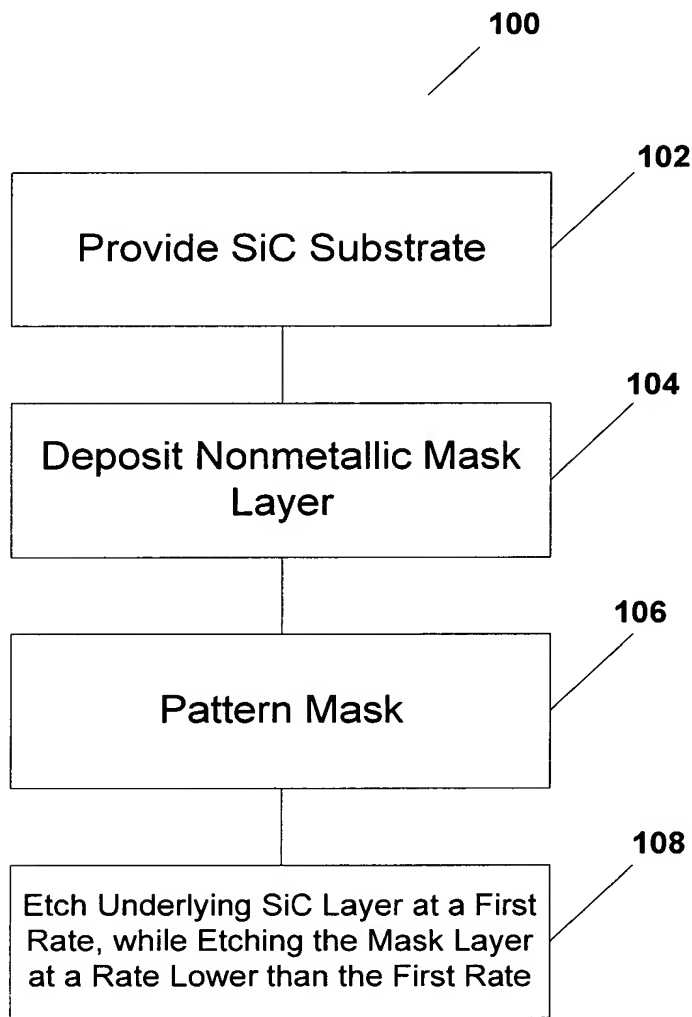 100
102
Provide SiC Substrate
104
Deposit Nonmetallic Mask
Layer
106
Pattern Mask
108
Etch Underlying SiC Layer at a First
Rate, while Etching the Mask Layer
at a Rate Lower than the First Rate